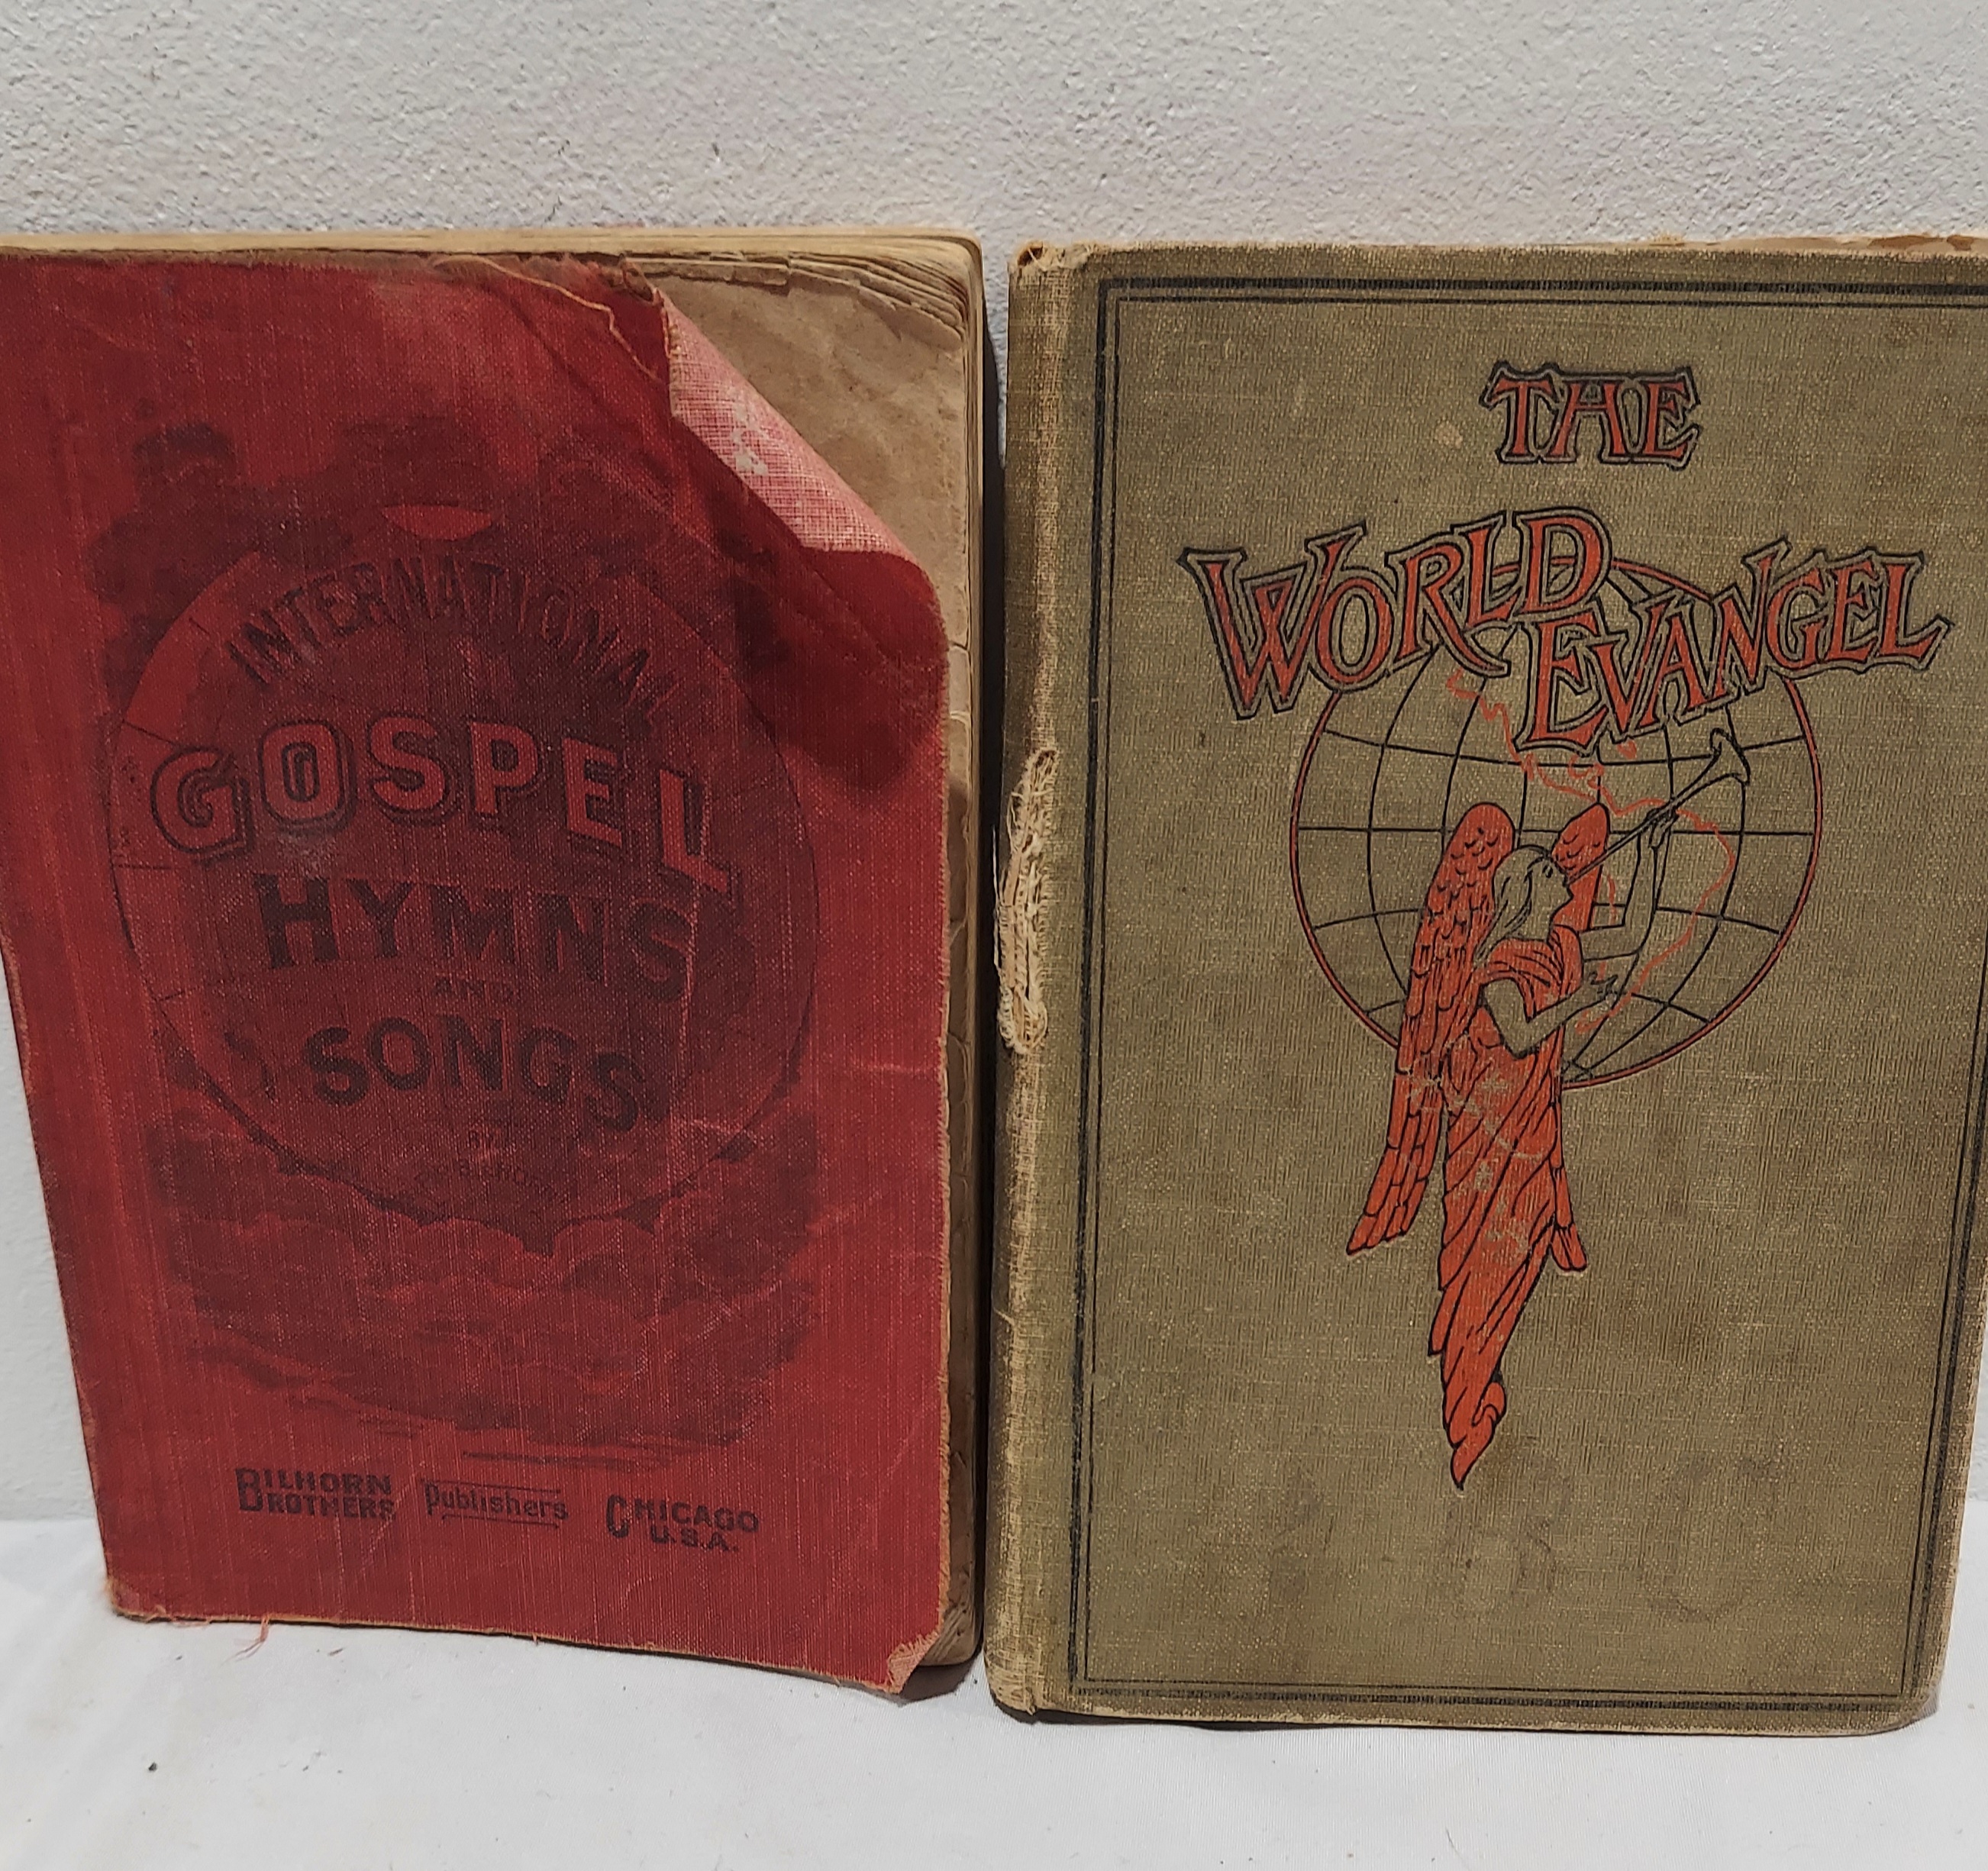 INTERNATIONAL
GOSPEL
HYMNS
AND
SONGS
BY
BILHORN
BROTHERS
Publishers
CHICAGO
U.S.A.
THE
WORLD
EVANGEL